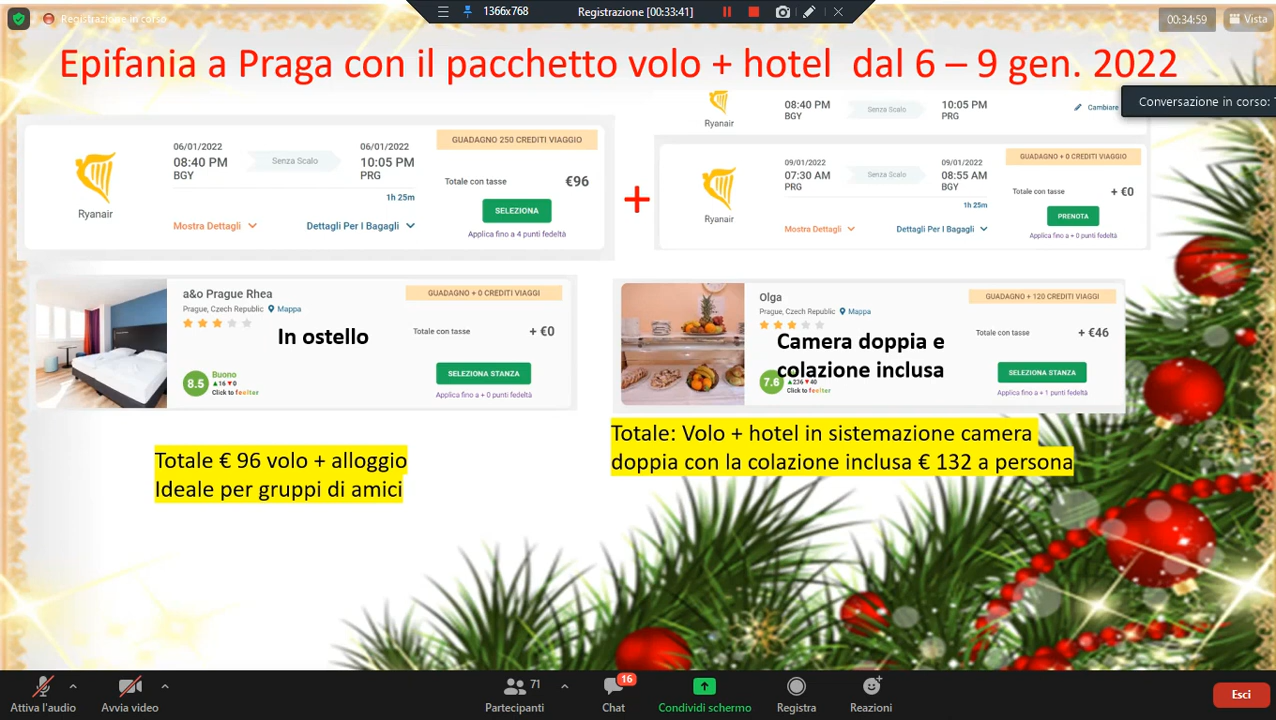 1366x768
Registrazione [00:33:41]
Registrazione in corso
00:34:59
Vista
Epifania a Praga con il pacchetto volo + hotel dal 6 – 9 gen. 2022
Conversazione in corso:
Ryanair
06/01/2022
08:40 PM
BGY
Senza Scalo
06/01/2022
10:05 PM
PRG
1h 25m
Mostra Dettagli
Dettagli Per I Bagagli
GUADAGNO 250 CREDITI VIAGGIO
Totale con tasse
€96
SELEZIONA
Applica fino a 4 punti fedeltà
+
Ryanair
08:40 PM
BGY
Senza Scalo
10:05 PM
PRG
Cambiare
Ryanair
09/01/2022
07:30 AM
PRG
Senza Scalo
09/01/2022
08:55 AM
BGY
1h 25m
Mostra Dettagli
Dettagli Per I Bagagli
GUADAGNO + 0 CREDITI VIAGGIO
Totale con tasse
+ €0
PRENOTA
Applica fino a + 0 punti fedeltà
a&o Prague Rhea
Prague, Czech Republic
Mappa
In ostello
8.5
Buono
16 0
Click to feelter
GUADAGNO + 0 CREDITI VIAGGI
Totale con tasse
+ €0
SELEZIONA STANZA
Applica fino a + 0 punti fedeltà
Olga
Prague, Czech Republic
Mappa
Camera doppia e
colazione inclusa
7.6
236 40
Click to feelter
GUADAGNO + 120 CREDITI VIAGGI
Totale con tasse
+ €46
SELEZIONA STANZA
Applica fino a + 1 punti fedeltà
Totale € 96 volo + alloggio
Ideale per gruppi di amici
Totale: Volo + hotel in sistemazione camera
doppia con la colazione inclusa € 132 a persona
Attiva l'audio
Avvia video
71
Partecipanti
16
Chat
Condividi schermo
Registra
Reazioni
Esci